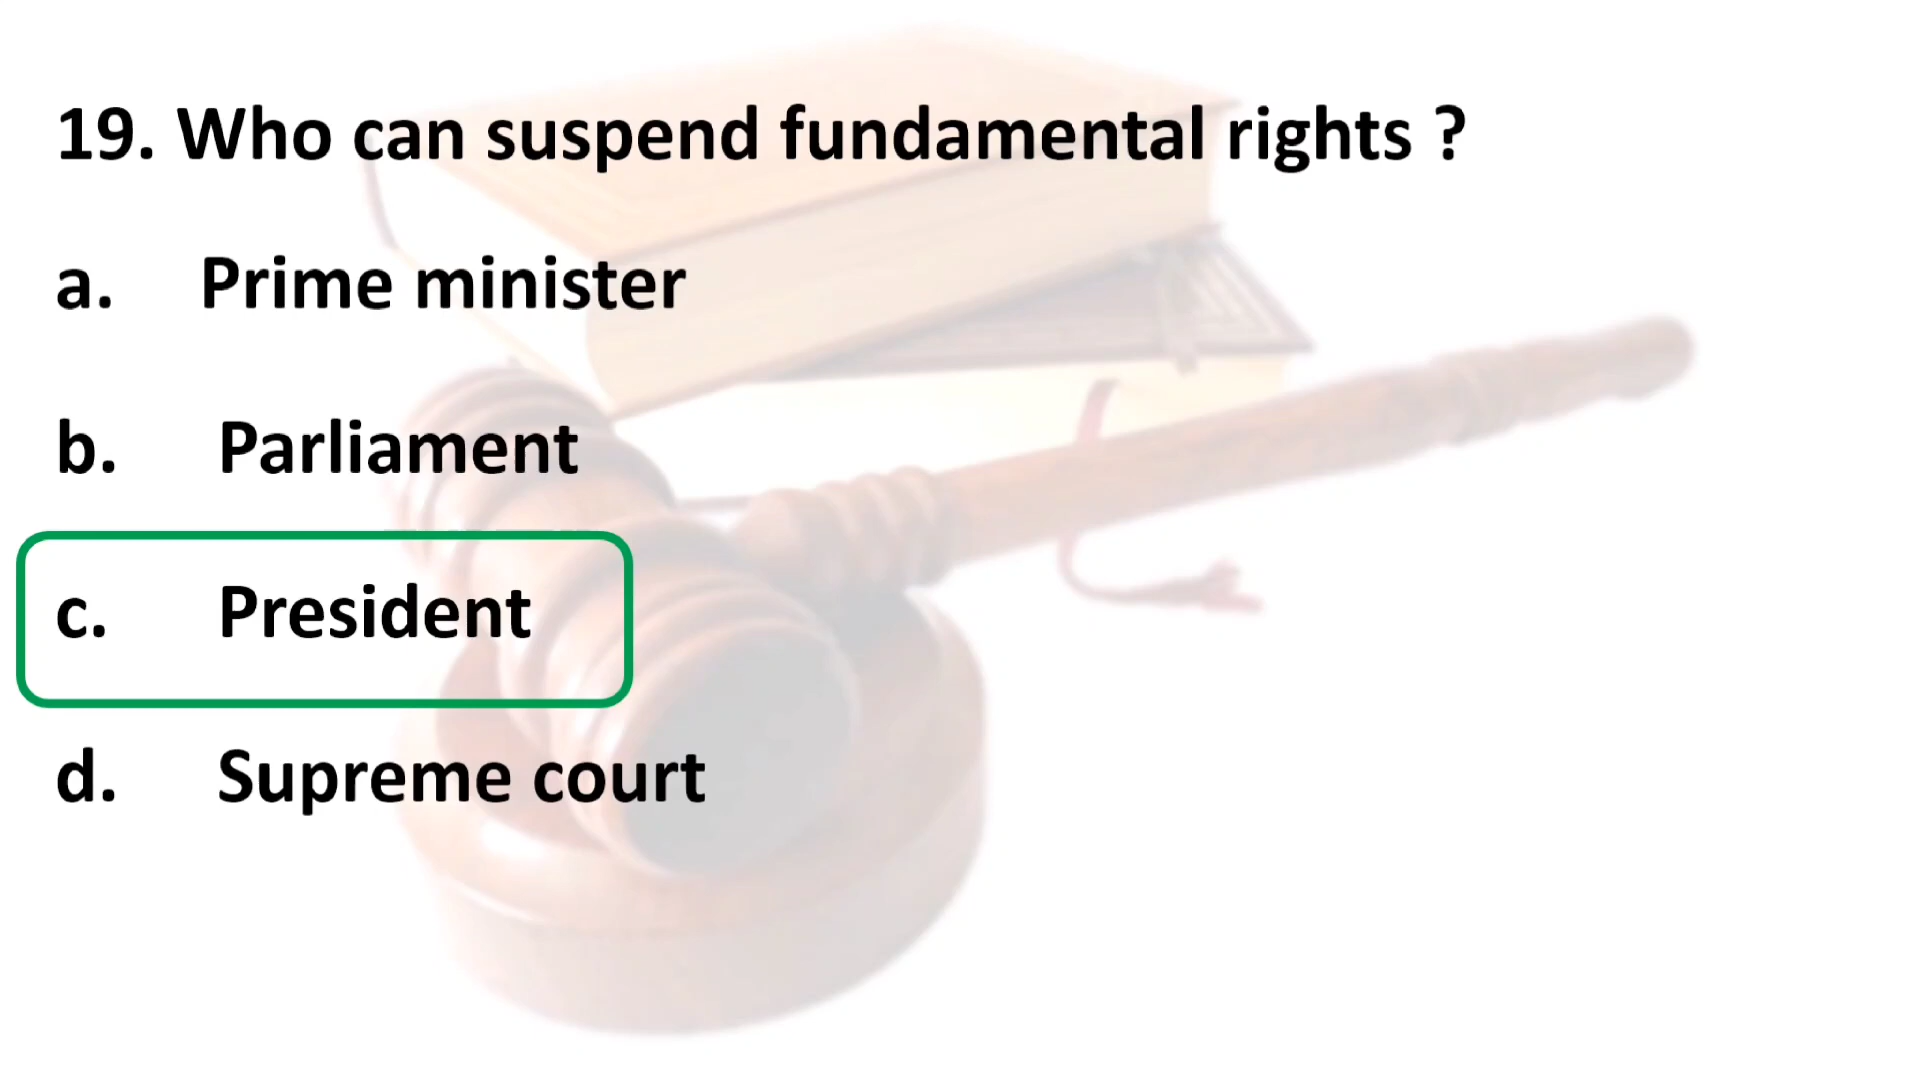 19. Who can suspend fundamental rights ?
a. Prime minister
b. Parliament
c. President
d. Supreme court